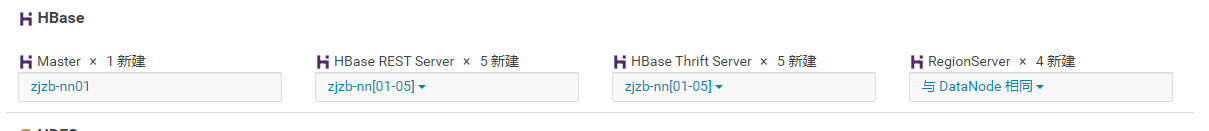 HBase
Master × 1 新建
HBase REST Server × 5 新建
HBase Thrift Server × 5 新建
RegionServer × 4 新建
zjzb-nn01
zjzb-nn[01-05]
zjzb-nn[01-05]
与 DataNode 相同